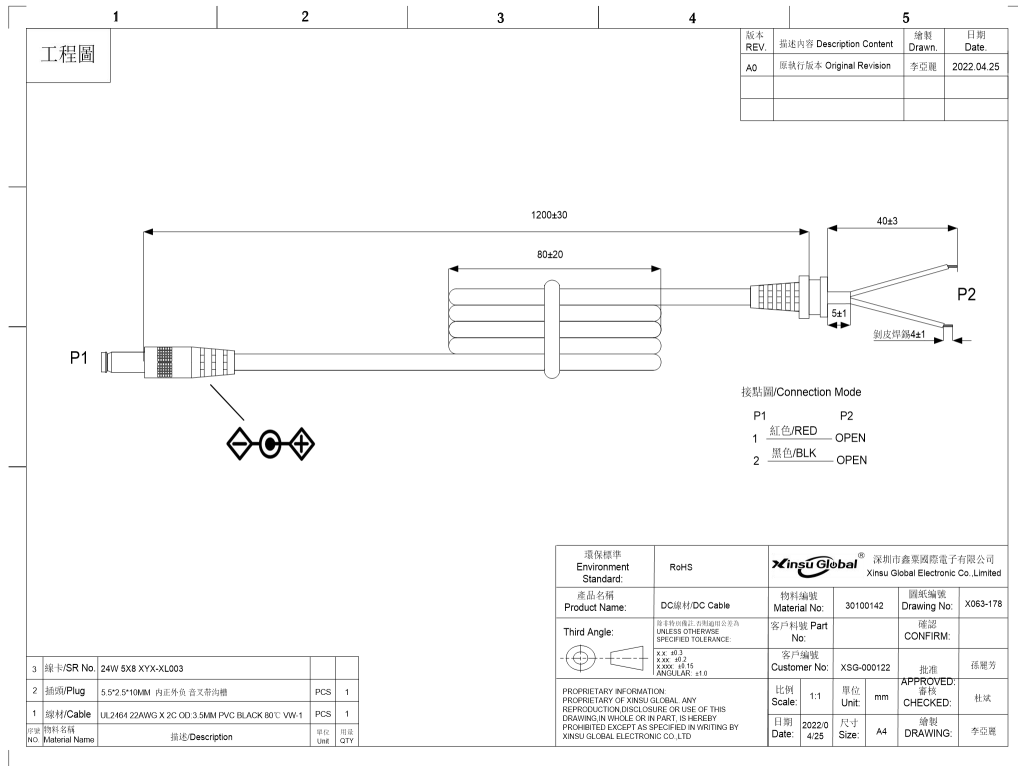 1 2 3 4 5
工程圖
版本 REV. 描述內容 Description Content 繪製 Drawn. 日期 Date.
A0 原執行版本 Original Revision 李亞麗 2022.04.25
1200±30
40±3
80±20
P2
5±1
剝皮焊錫4±1
P1
接點圖/Connection Mode
P1 P2
1 紅色/RED OPEN
2 黑色/BLK OPEN
環保標準 Environment Standard: RoHS
Xinsu Global® 深圳市鑫粟國際電子有限公司
Xinsu Global Electronic Co.,Limited
產品名稱 Product Name: DC線材/DC Cable
物料編號 Material No: 30100142
圖紙編號 Drawing No: X063-178
Third Angle:
除非特別備註,否則適用公差為
UNLESS OTHERWSE
SPECIFIED TOLERANCE:
客戶料號 Part No:
確認 CONFIRM:
X.X: ±0.3
X.XX: ±0.2
X.XXX: ±0.15
ANGULAR: ±1.0
客戶編號 Customer No: XSG-000122
批准 APPROVED: 孫麗芳
3 線卡/SR No. 24W 5X8 XYX-XL003
2 插頭/Plug 5.5*2.5*10MM 内正外负 音叉带沟槽 PCS 1
1 線材/Cable UL2464 22AWG X 2C OD:3.5MM PVC BLACK 80℃ VW-1 PCS 1
序號 NO. 物料名稱 Material Name 描述/Description 單位 Unit 用量 QTY
PROPRIETARY INFORMATION:
PROPRIETARY OF XINSU GLOBAL. ANY
REPRODUCTION,DISCLOSURE OR USE OF THIS
DRAWING,IN WHOLE OR IN PART, IS HEREBY
PROHIBITED EXCEPT AS SPECIFIED IN WRITING BY
XINSU GLOBAL ELECTRONIC CO.,LTD
比例 Scale: 1:1 單位 Unit: mm 審核 CHECKED: 杜斌
日期 Date: 2022/04/25 尺寸 Size: A4 繪製 DRAWING: 李亞麗